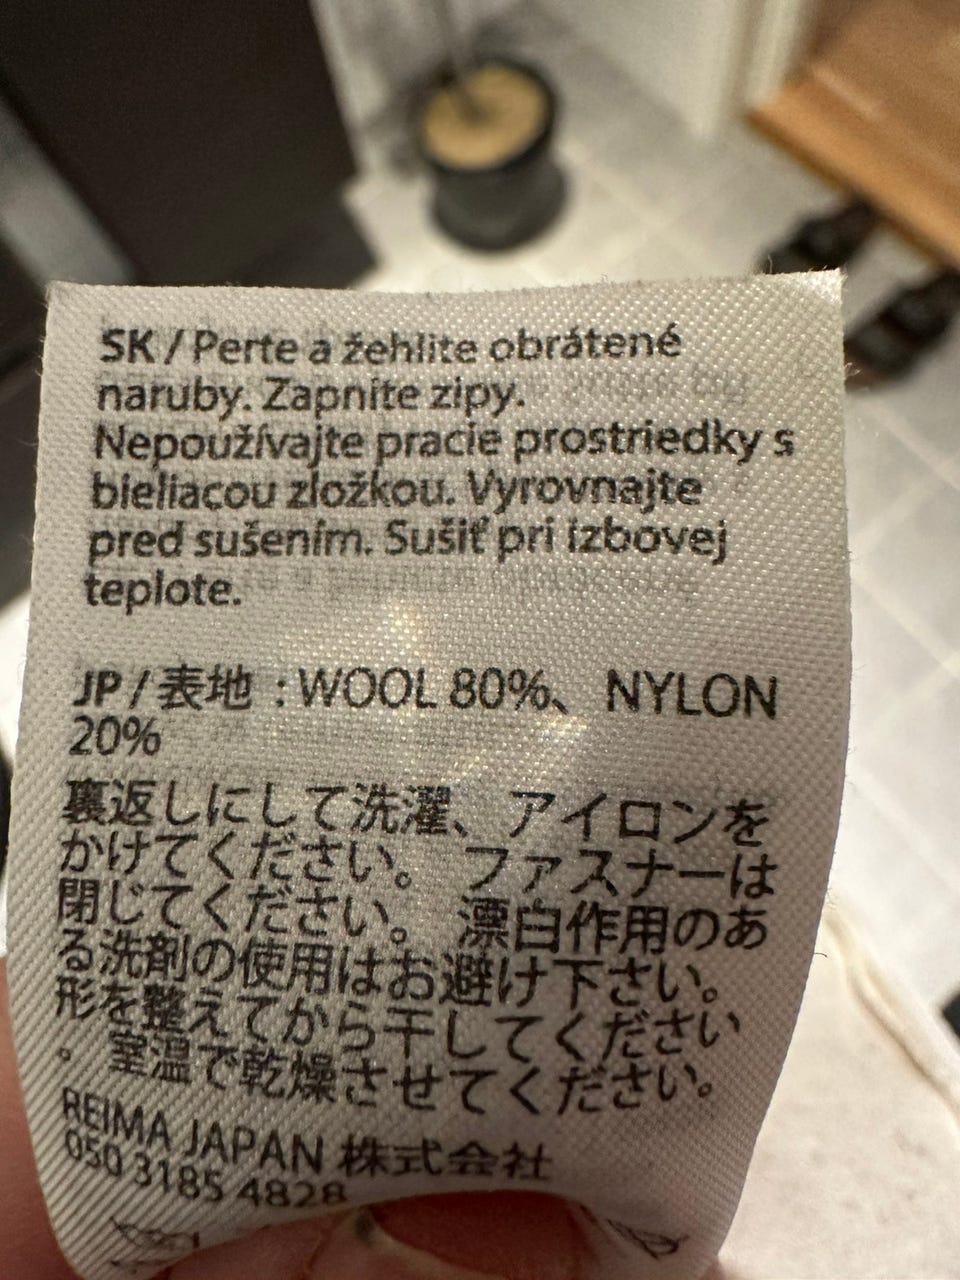 SK / Perte a žehlite obrátené
naruby. Zapnite zipy.
Nepoužívajte pracie prostriedky s
bieliacou zložkou. Vyrovnajte
pred sušením. Sušiť pri izbovej
teplote.
JP / 表地 : WOOL 80%、 NYLON
20%
裏返しにして洗濯、アイロンを
かけてください。 ファスナーは
閉じてください。 漂白作用のあ
る洗剤の使用はお避け下さい。
形を整えてから干してください
。 室温で乾燥させてください。
REIMA JAPAN 株式会社
050 3185 4828